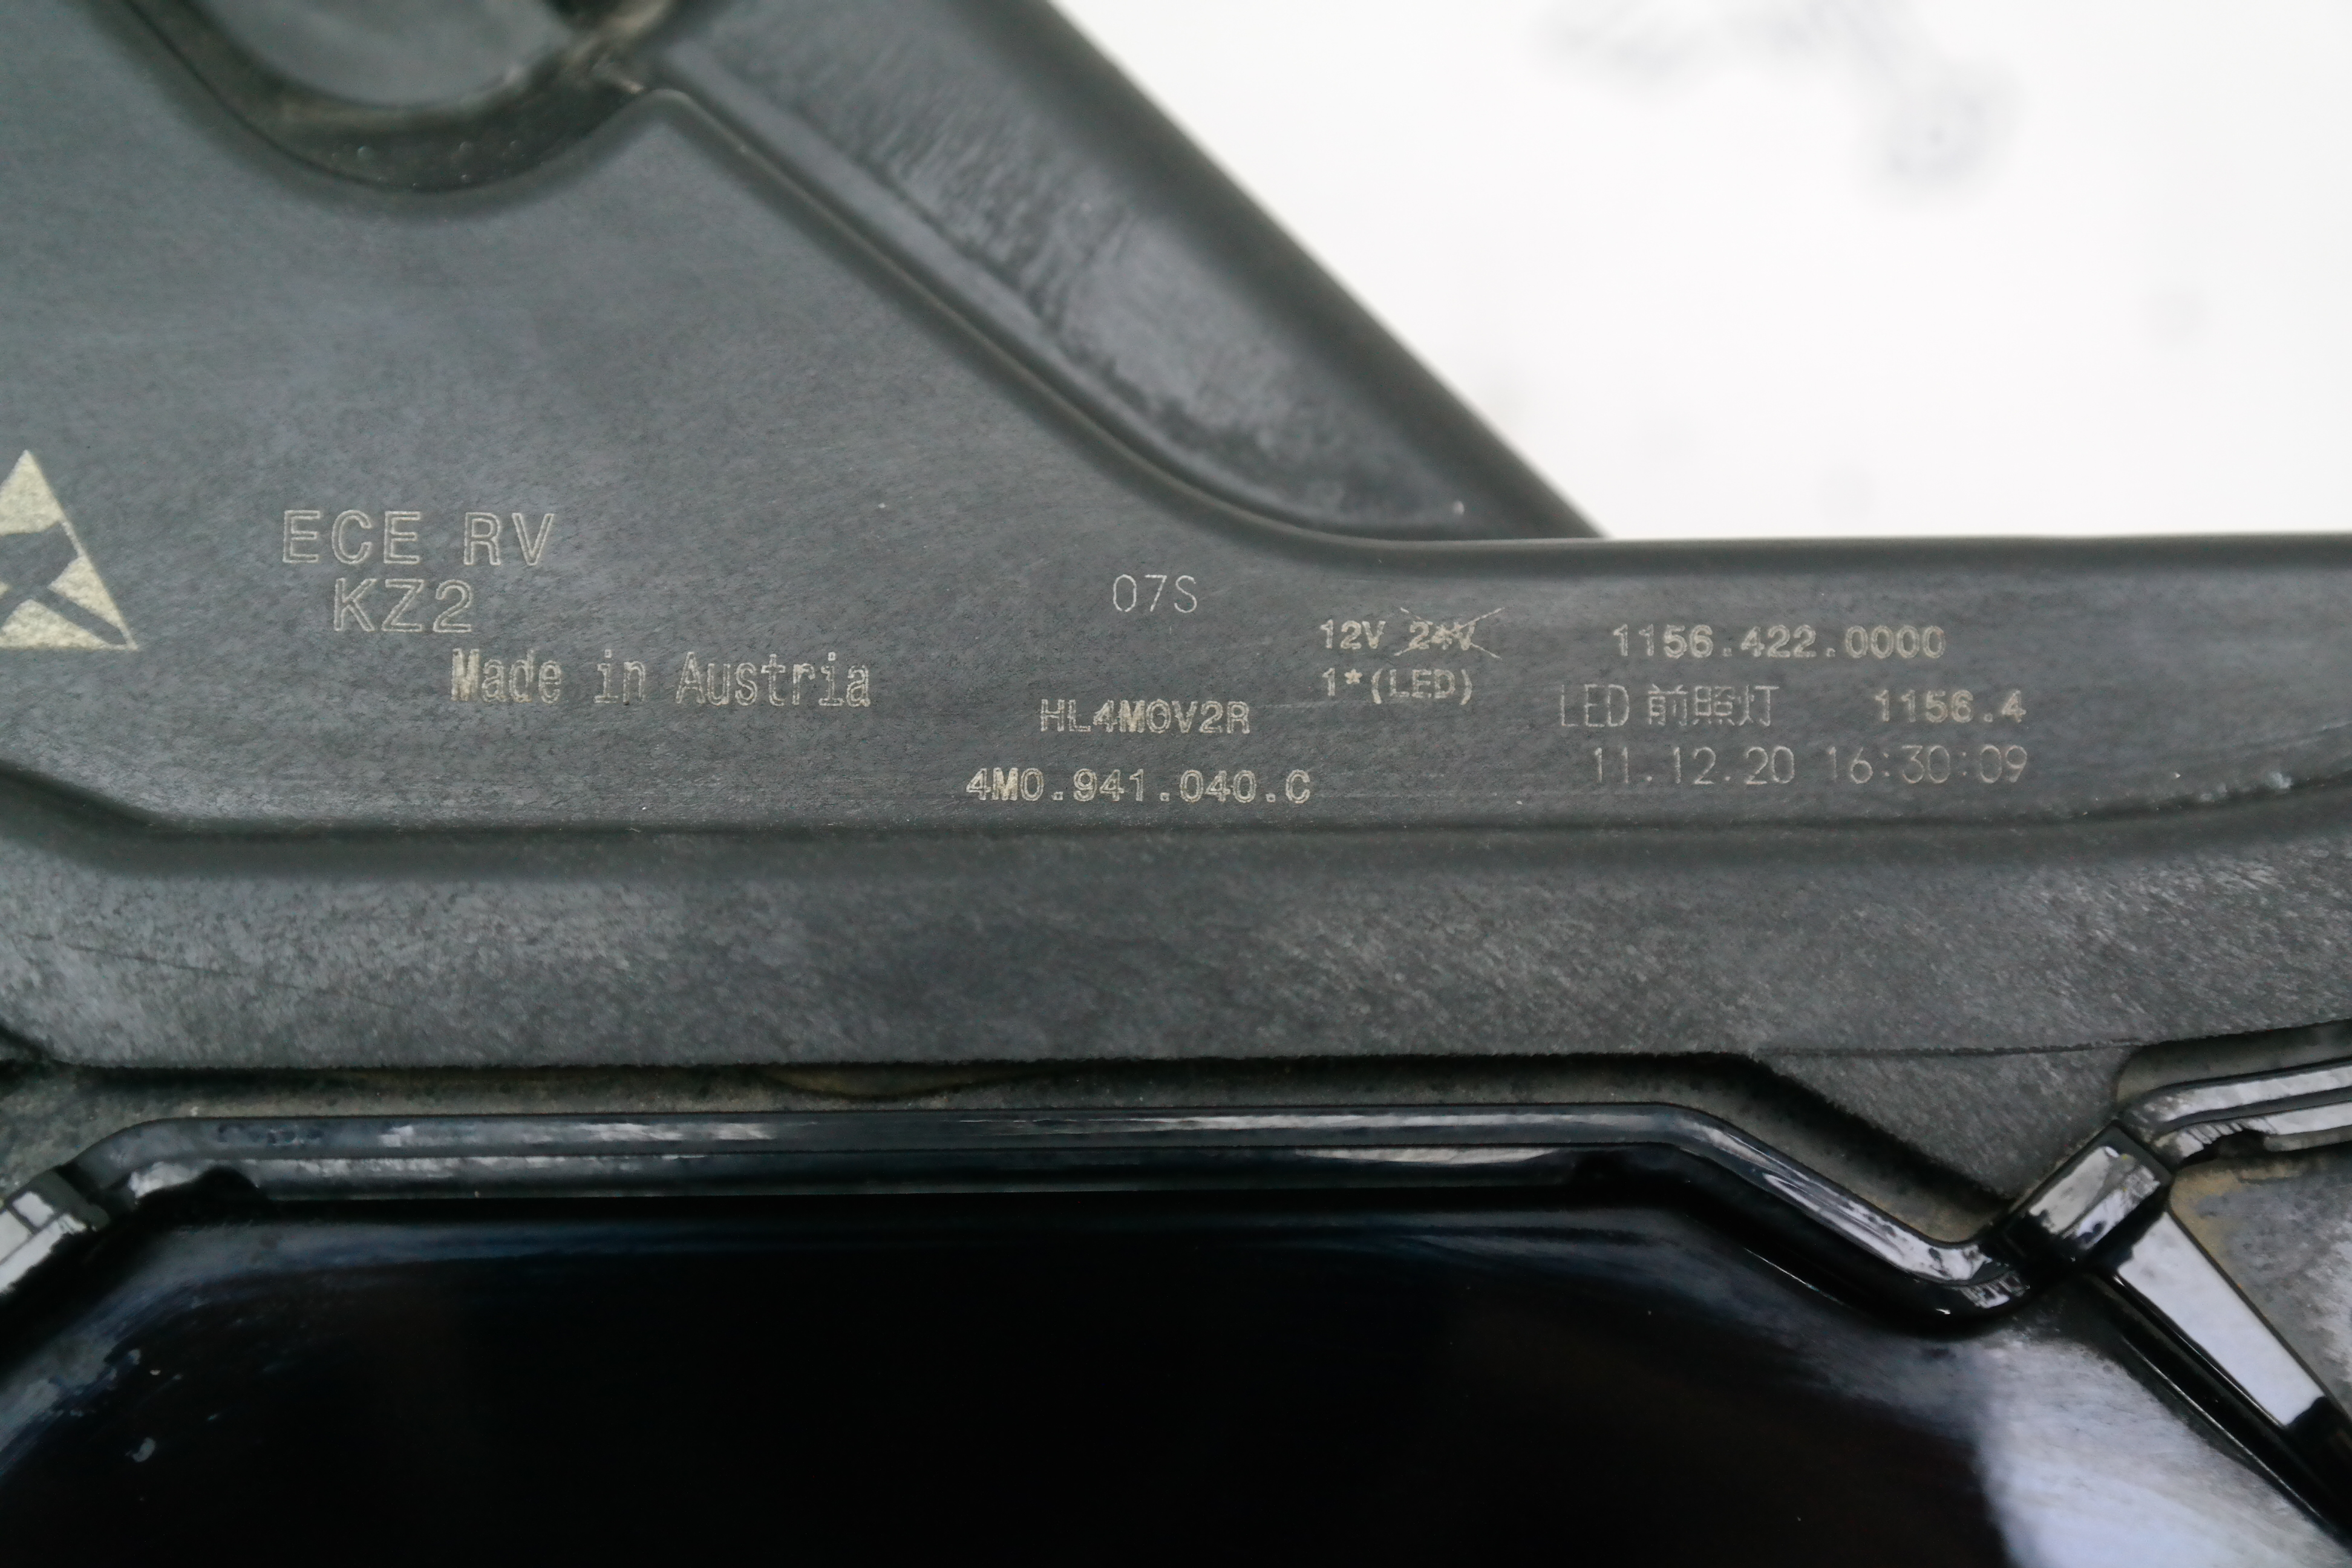 ECE RV
KZ2
Made in Austria
07S
HL4M0V2R
4M0.941.040.C
12V 24V
1*(LED)
1156.422.0000
LED 前照灯 1156.4
11.12.20 16:30:09